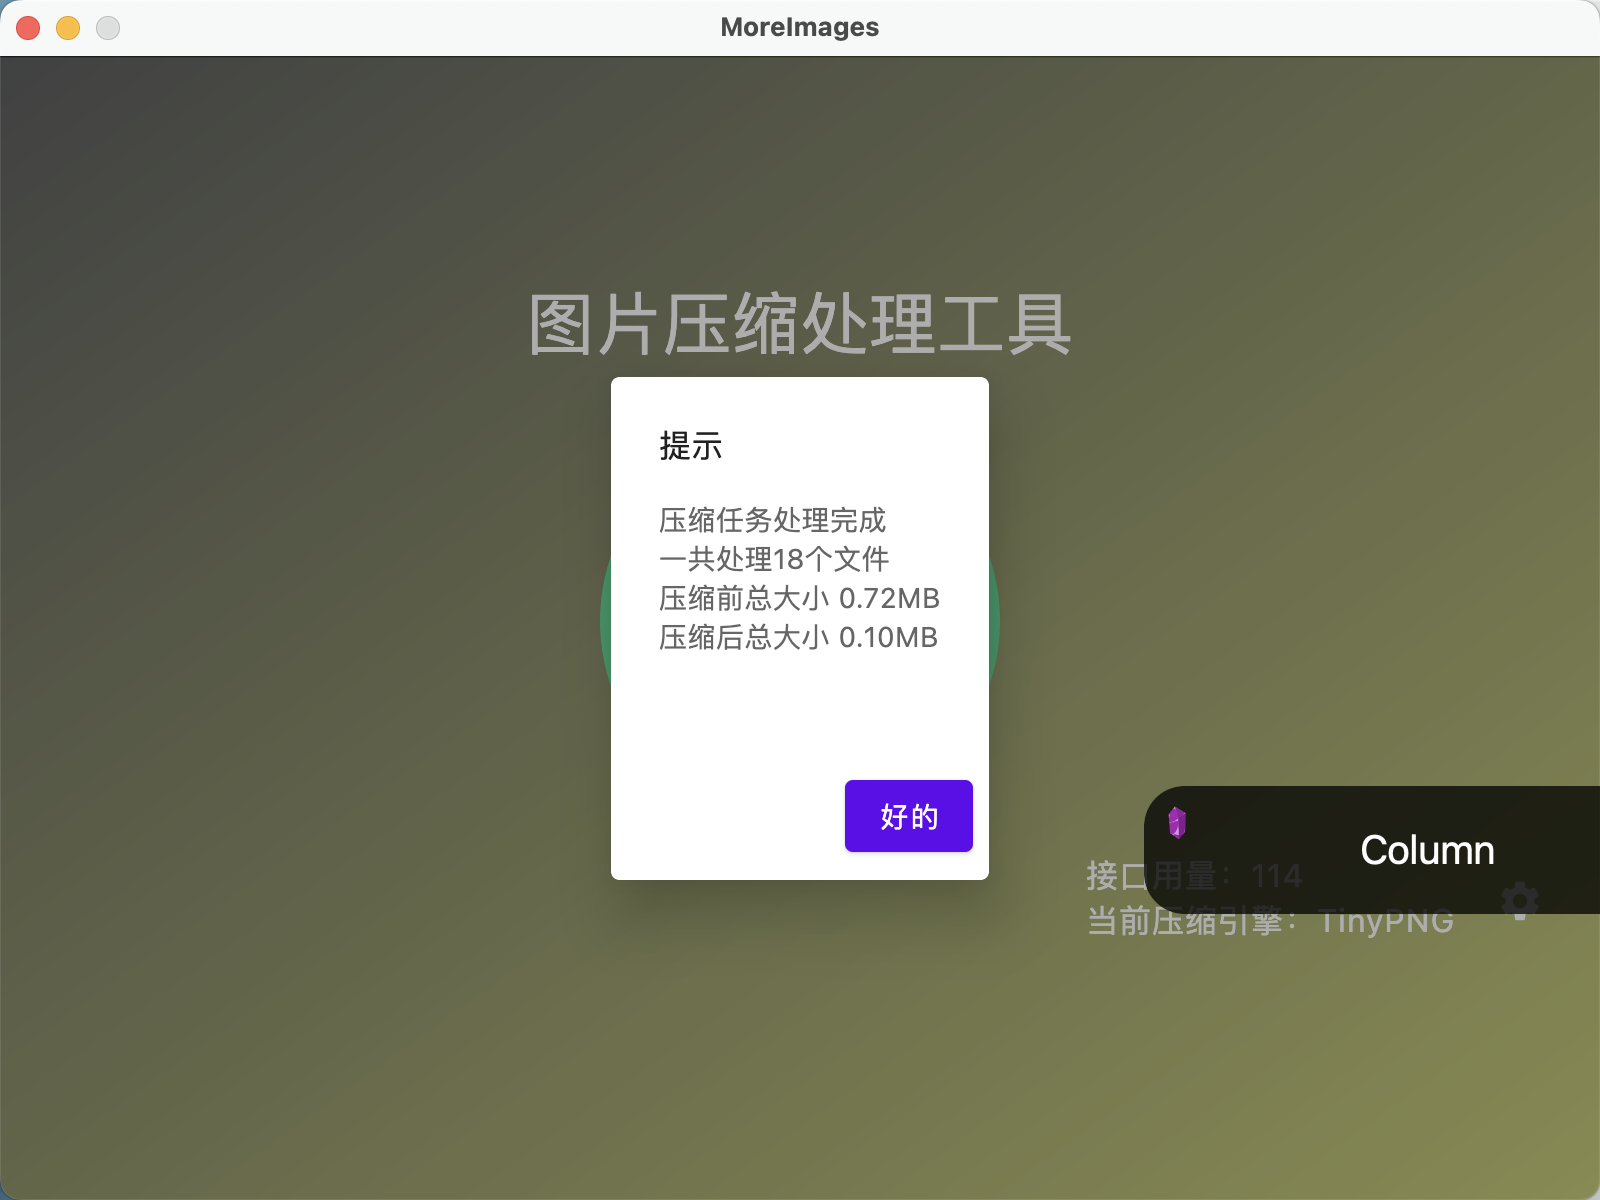 MoreImages
图片压缩处理工具
提示
压缩任务处理完成
一共处理18个文件
压缩前总大小 0.72MB
压缩后总大小 0.10MB
好的
Column
接口用量：114
当前压缩引擎：TinyPNG